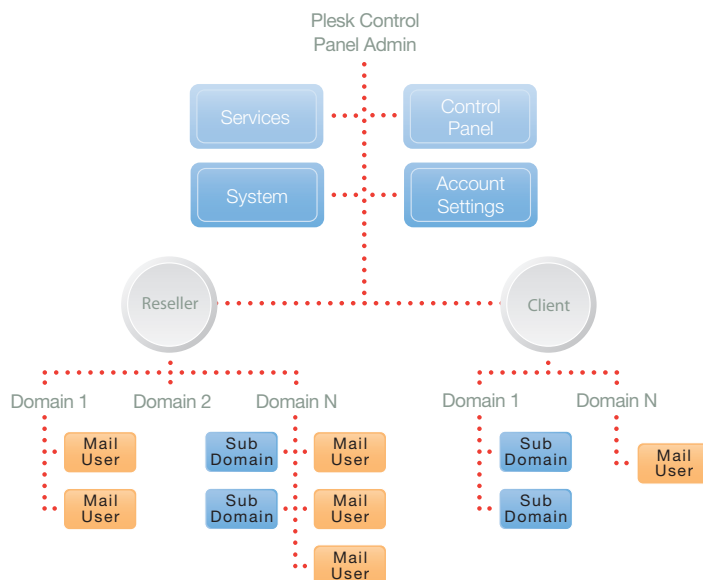 Plesk Control
Panel Admin
Services
Control
Panel
System
Account
Settings
Reseller
Client
Domain 1
Domain 2
Domain N
Domain 1
Domain N
Mail
User
Sub
Domain
Mail
User
Sub
Domain
Mail
User
Mail
User
Sub
Domain
Mail
User
Sub
Domain
Mail
User